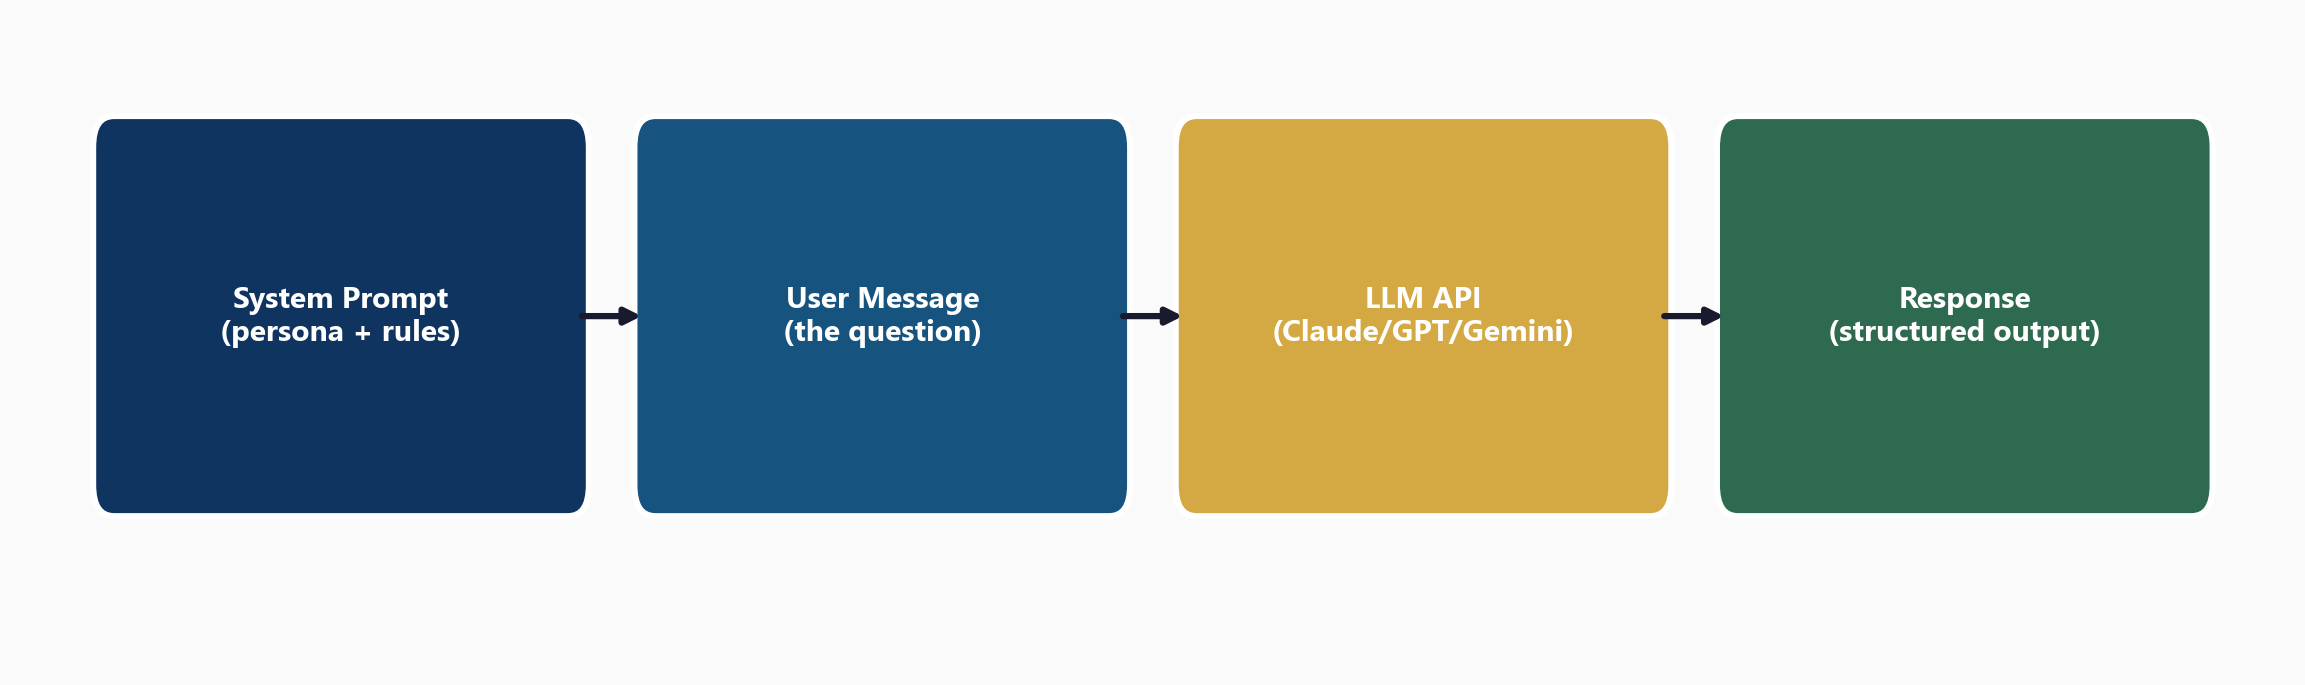 System Prompt
(persona + rules)
User Message
(the question)
LLM API
(Claude/GPT/Gemini)
Response
(structured output)